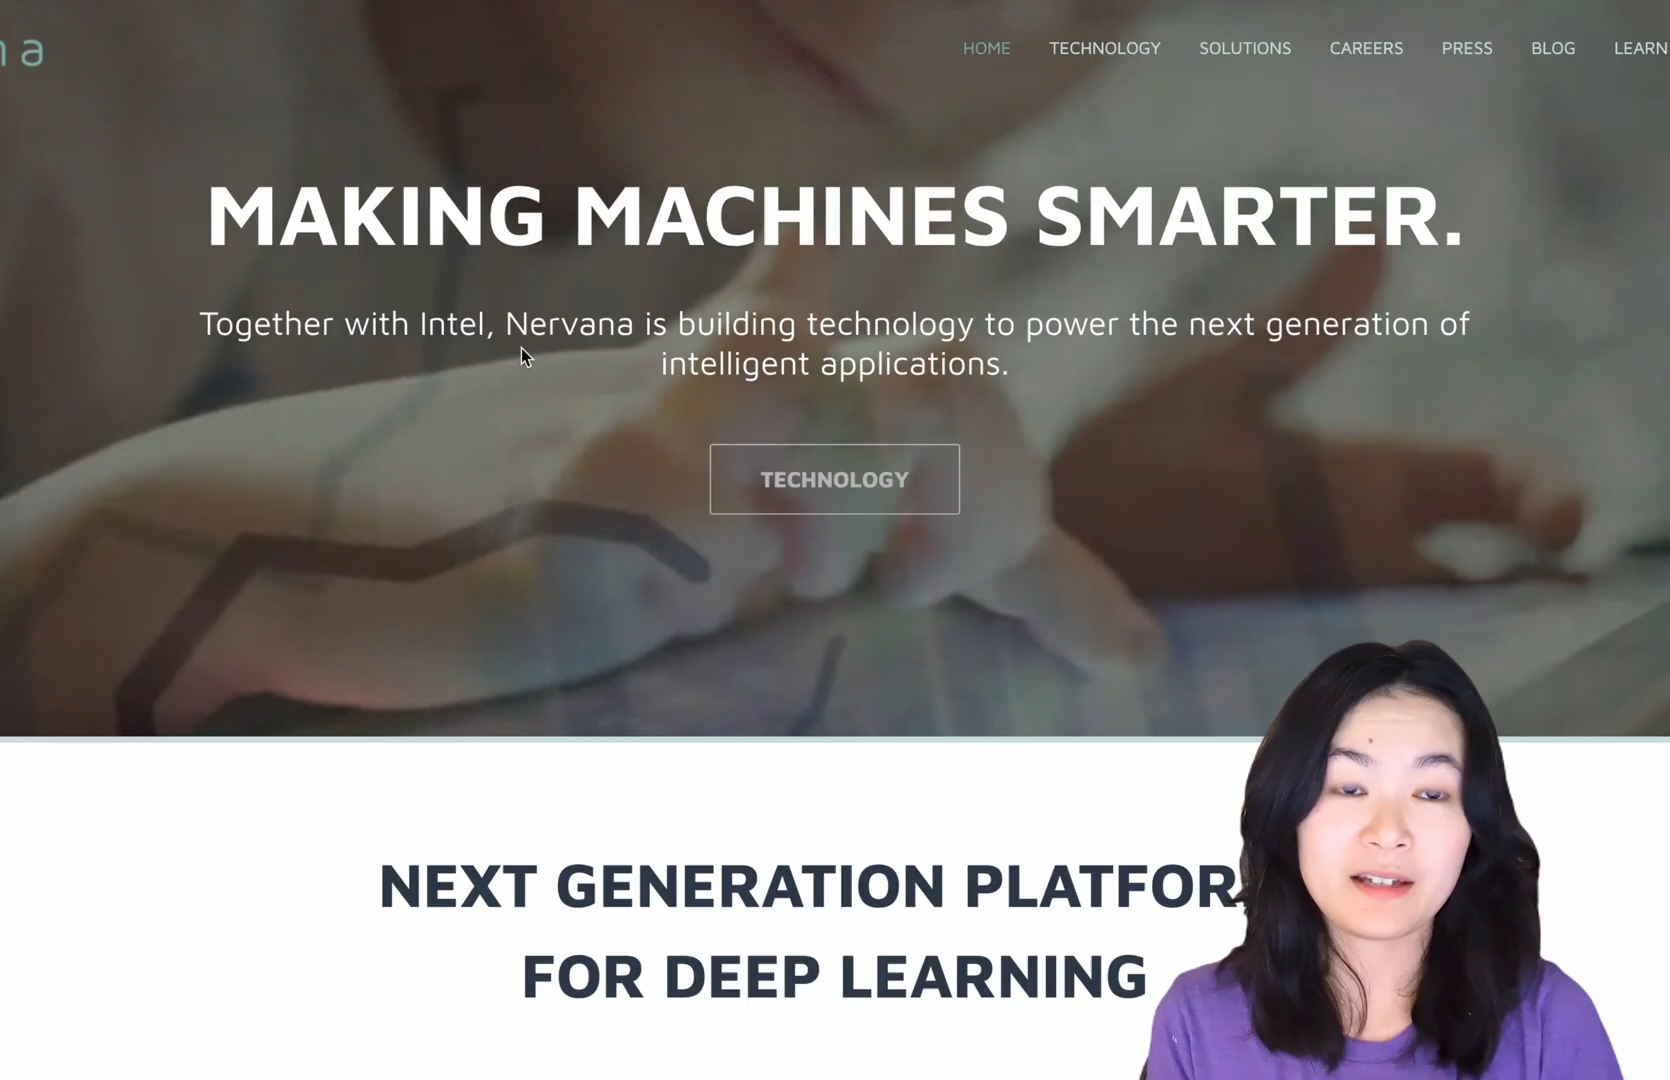 na
HOME TECHNOLOGY SOLUTIONS CAREERS PRESS BLOG LEARN
MAKING MACHINES SMARTER.
Together with Intel, Nervana is building technology to power the next generation of
intelligent applications.
TECHNOLOGY
NEXT GENERATION PLATFOR
FOR DEEP LEARNING